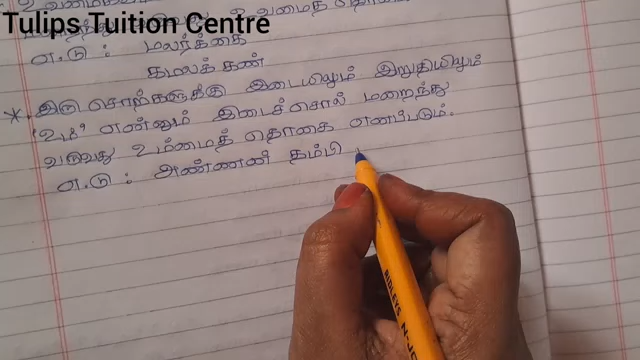 Tulips Tuition Centre
எ.டு : மலர்க்கை
கமலக் கண்
*. இரு சொற்களுக்கு இடையிலும் இறுதியிலும்
'உம்' என்னும் இடைச்சொல் மறைந்து
வருவது உம்மைத் தொகை எனப்படும்.
எ.டு : அண்ணன் தம்பி